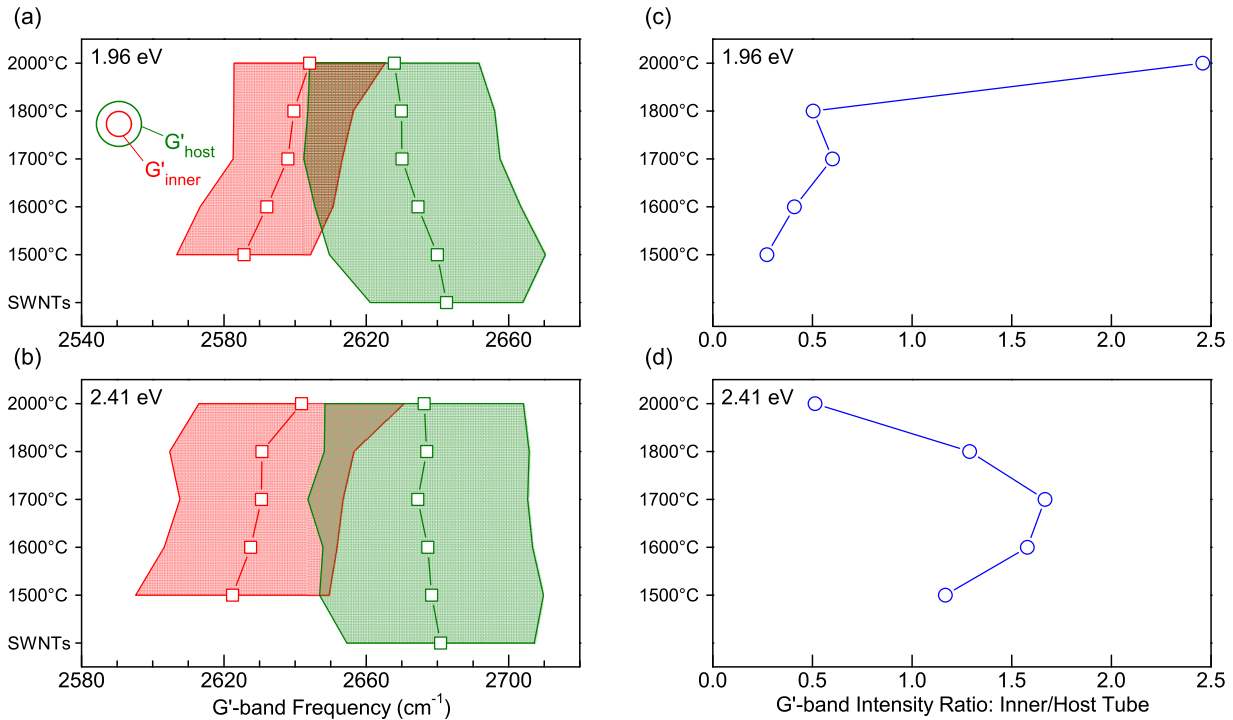 (a)
1.96 eV
2000°C
1800°C
1700°C
1600°C
1500°C
SWNTs
G'host
G'inner
2540
2580
2620
2660
(b)
2.41 eV
2000°C
1800°C
1700°C
1600°C
1500°C
SWNTs
2580
2620
2660
2700
G'-band Frequency (cm⁻¹)
(c)
1.96 eV
2000°C
1800°C
1700°C
1600°C
1500°C
0.0
0.5
1.0
1.5
2.0
2.5
(d)
2.41 eV
2000°C
1800°C
1700°C
1600°C
1500°C
0.0
0.5
1.0
1.5
2.0
2.5
G'-band Intensity Ratio: Inner/Host Tube